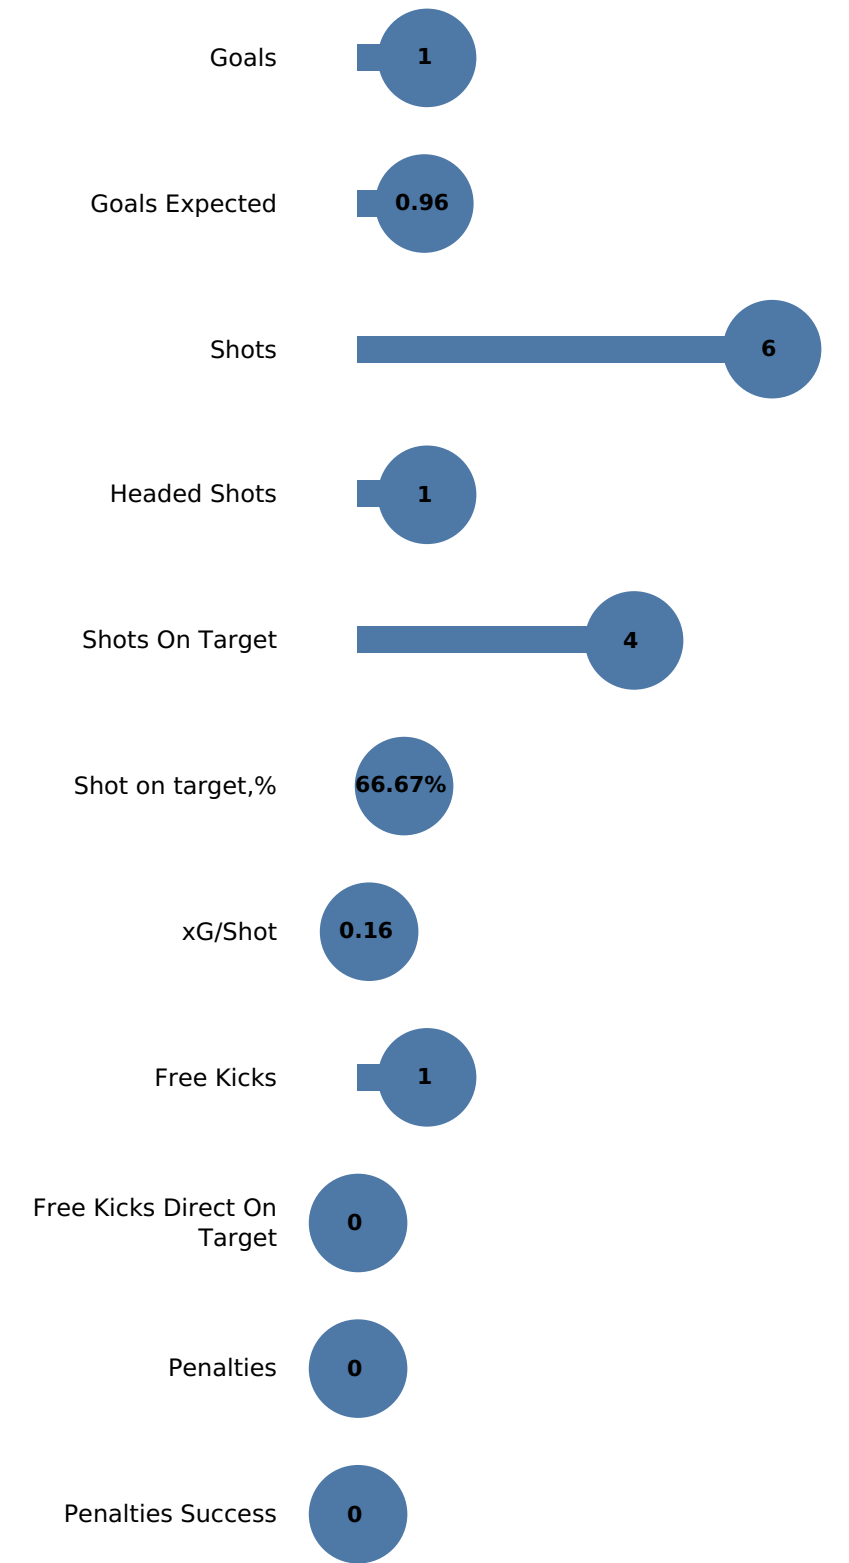 Goals
1
Goals Expected
0.96
Shots
6
Headed Shots
1
Shots On Target
4
Shot on target,%
66.67%
xG/Shot
0.16
Free Kicks
1
Free Kicks Direct On
Target
0
Penalties
0
Penalties Success
0